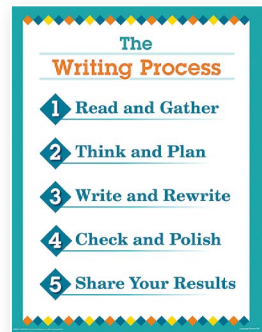 The
Writing Process
1 Read and Gather
2 Think and Plan
3 Write and Rewrite
4 Check and Polish
5 Share Your Results